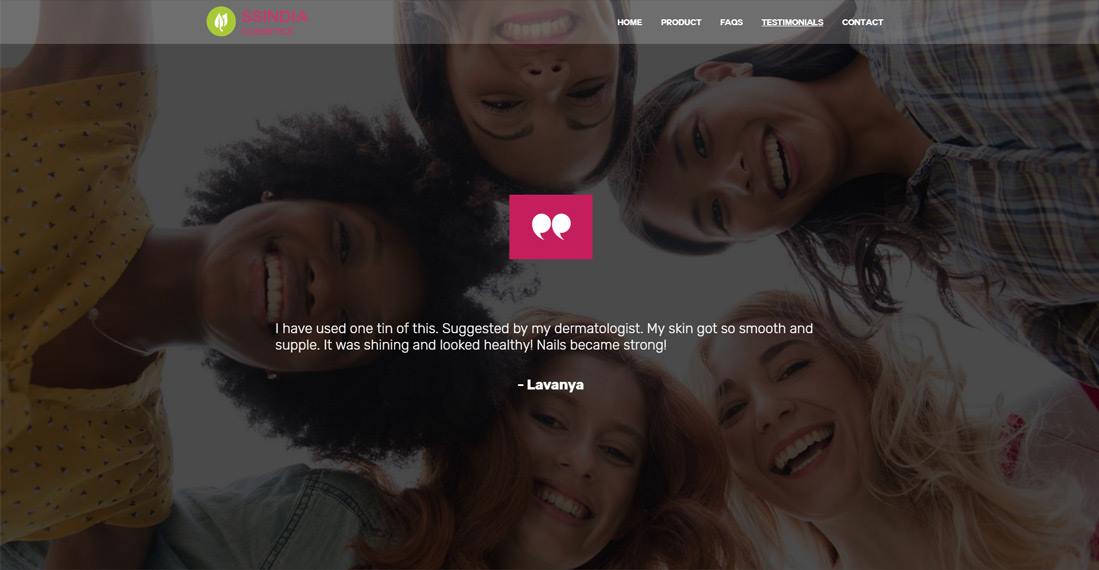 SSINDIA
COSMETICS
HOME PRODUCT FAQS TESTIMONIALS CONTACT
I have used one tin of this. Suggested by my dermatologist. My skin got so smooth and
supple. It was shining and looked healthy! Nails became strong!
- Lavanya